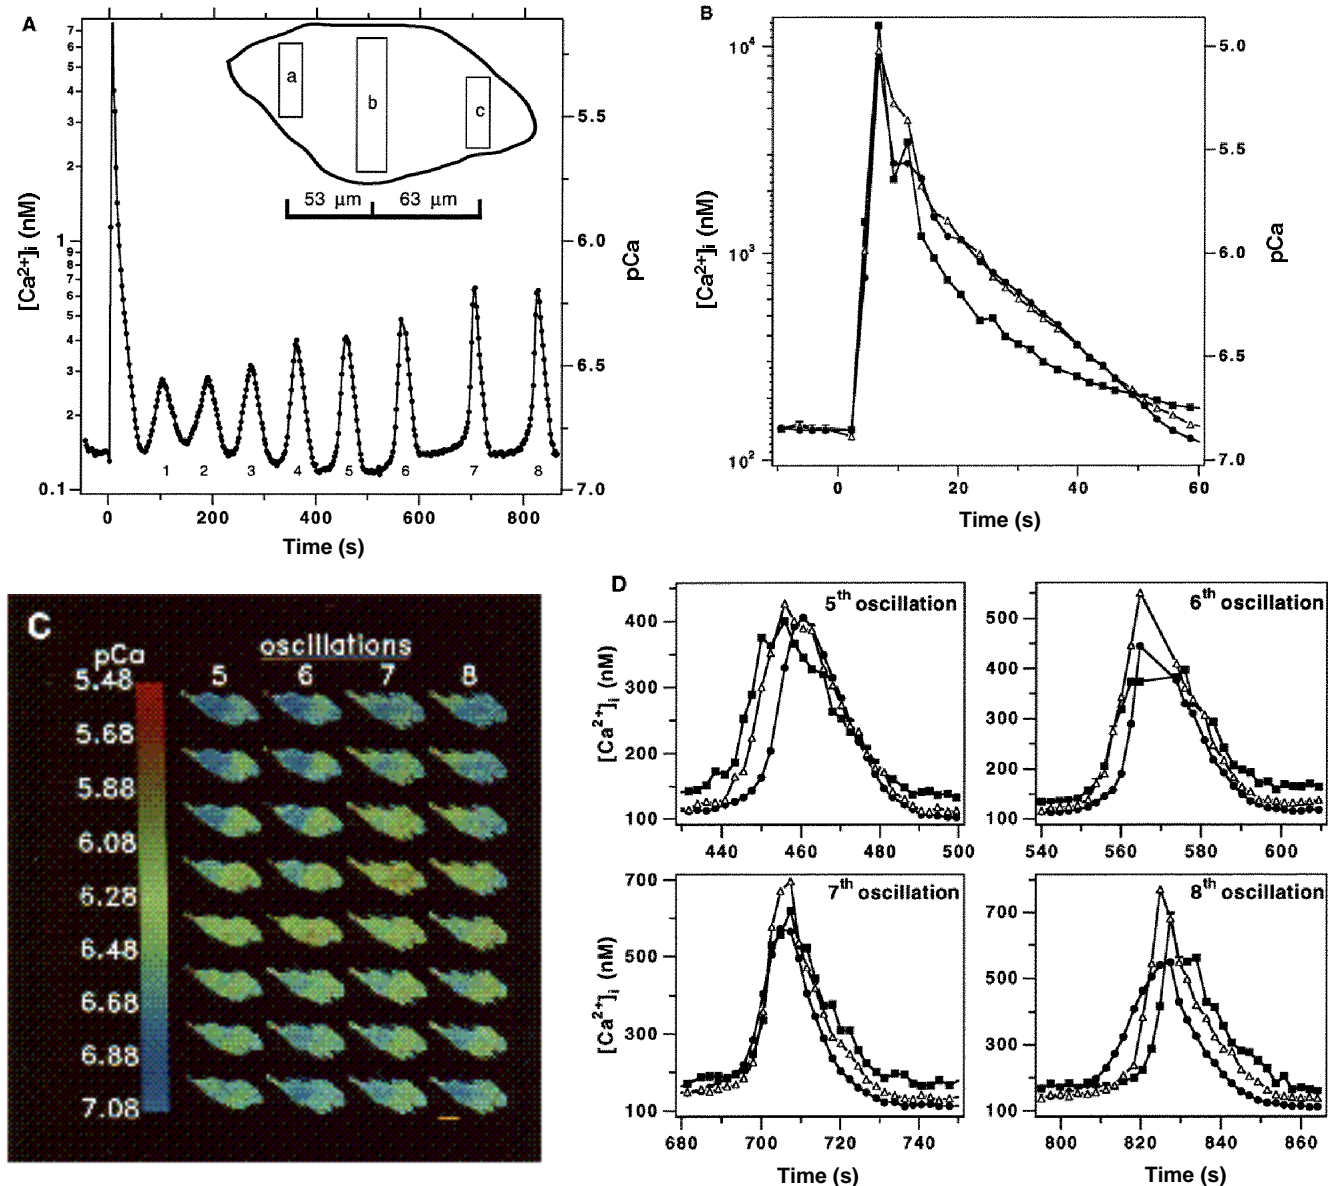 A
7
6
5
4
3
2
1
9
8
7
6
5
4
3
2
0.1
[Ca2+]i (nM)
a
b
c
53 µm
63 µm
1
2
3
4
5
6
7
8
5.5
6.0
6.5
7.0
pCa
0
200
400
600
800
Time (s)
B
10^4
10^3
10^2
[Ca2+]i (nM)
5.0
5.5
6.0
6.5
7.0
pCa
0
20
40
60
Time (s)
C
oscillations
pCa
5 6 7 8
5.48
5.68
5.88
6.08
6.28
6.48
6.68
6.88
7.08
D
5th oscillation
400
300
200
100
[Ca2+]i (nM)
440 460 480 500
6th oscillation
500
400
300
200
100
540 560 580 600
7th oscillation
700
500
300
100
[Ca2+]i (nM)
680 700 720 740
Time (s)
8th oscillation
700
500
300
100
800 820 840 860
Time (s)